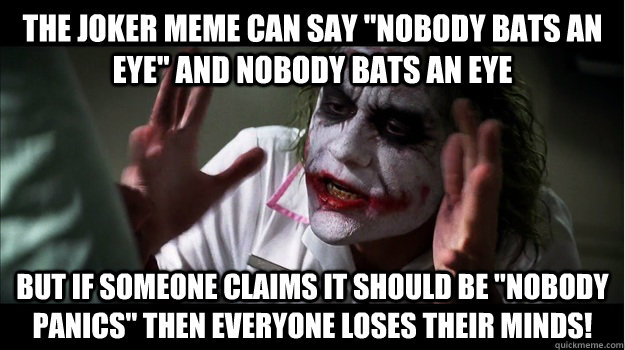 THE JOKER MEME CAN SAY "NOBODY BATS AN
EYE" AND NOBODY BATS AN EYE
BUT IF SOMEONE CLAIMS IT SHOULD BE "NOBODY
PANICS" THEN EVERYONE LOSES THEIR MINDS!
quickmeme.com